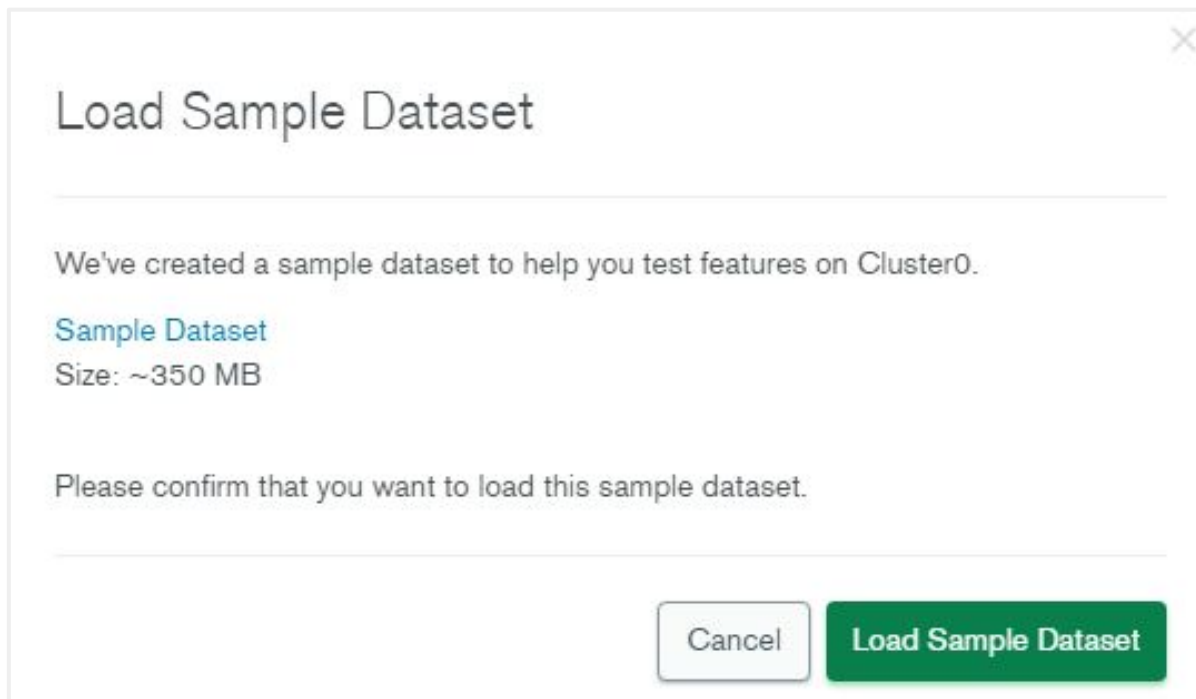 Load Sample Dataset
We've created a sample dataset to help you test features on Cluster0.
Sample Dataset
Size: ~350 MB
Please confirm that you want to load this sample dataset.
Cancel
Load Sample Dataset